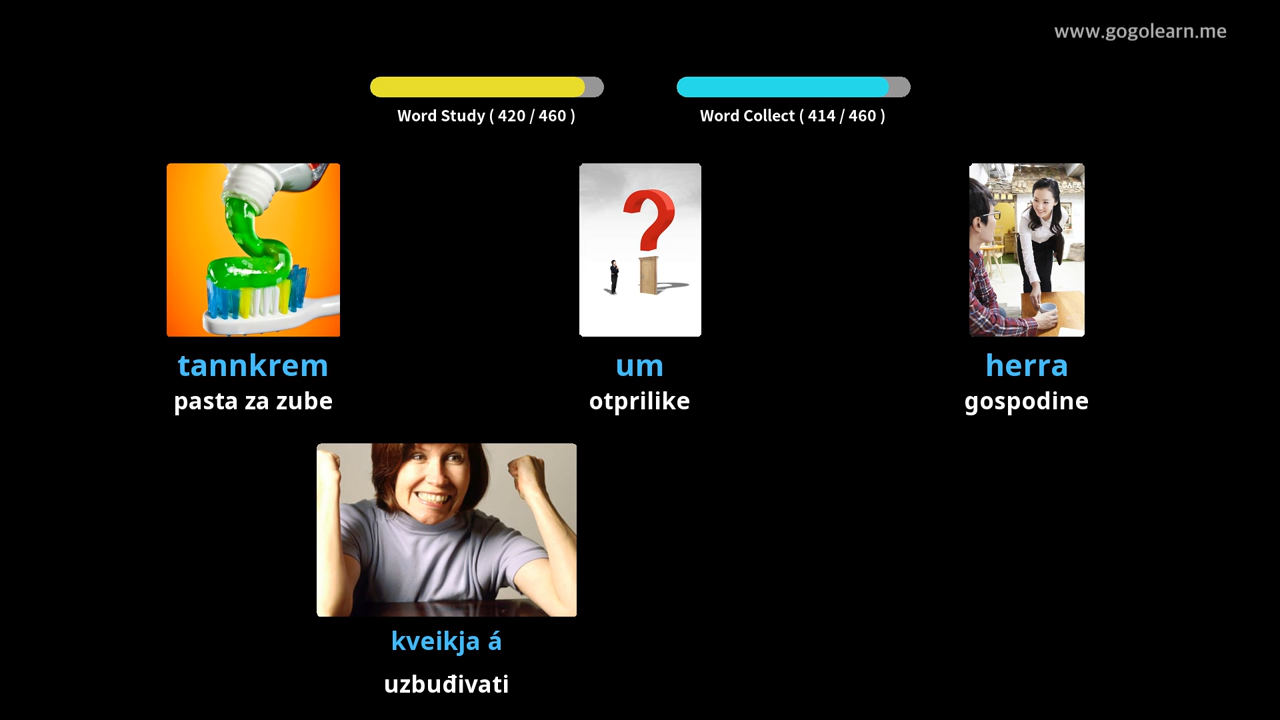 www.gogolearn.me
Word Study ( 420 / 460 )
Word Collect ( 414 / 460 )
tannkrem
pasta za zube
um
otprilike
herra
gospodine
kveikja á
uzbuđivati